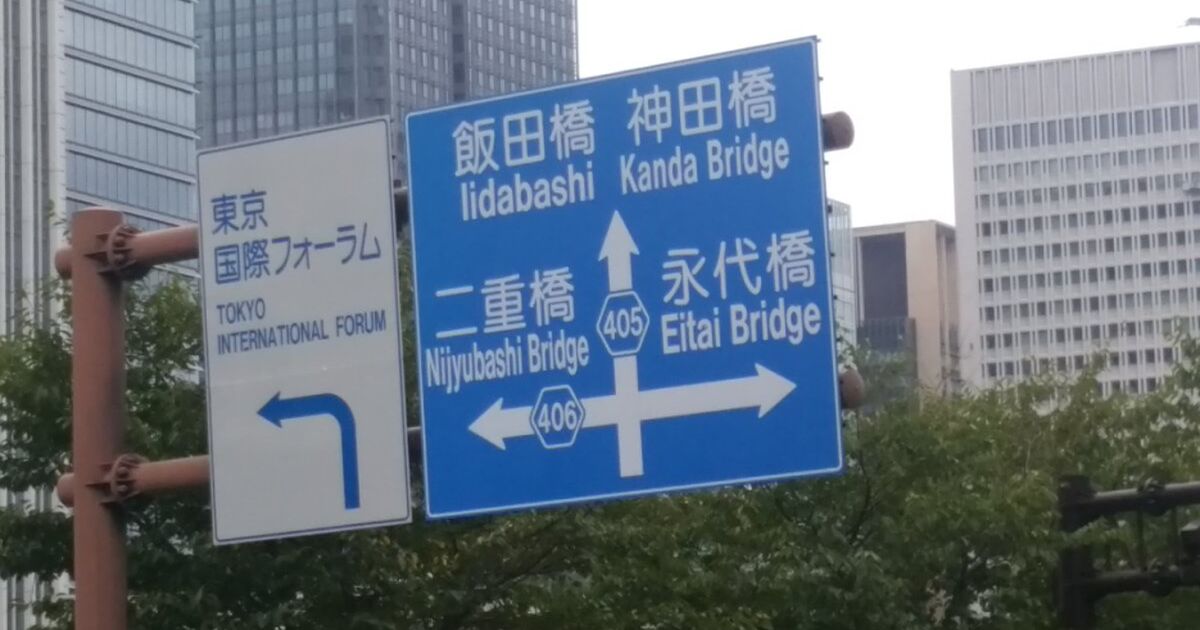 東京
国際フォーラム
TOKYO
INTERNATIONAL FORUM
飯田橋 神田橋
Iidabashi Kanda Bridge
二重橋
Nijyubashi Bridge
405
永代橋
Eitai Bridge
406